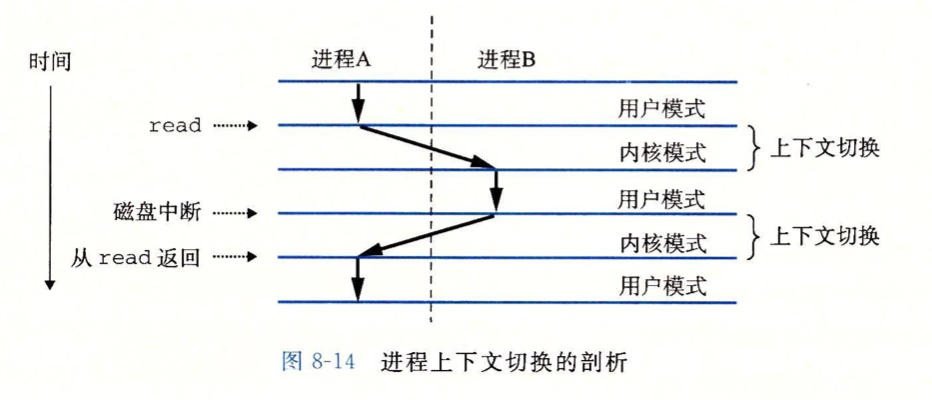 进程A 进程B
时间
用户模式
read
内核模式 上下文切换
用户模式
磁盘中断
内核模式 上下文切换
从read返回
用户模式
图 8-14 进程上下文切换的剖析